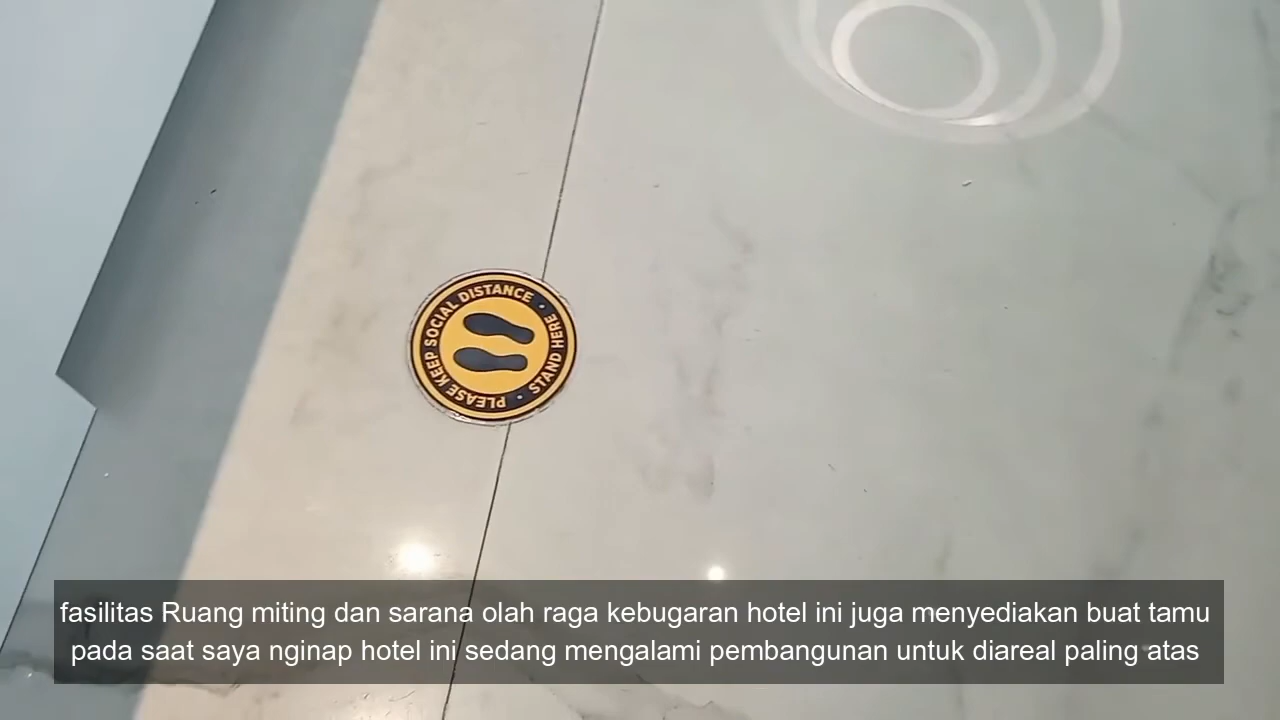 PLEASE KEEP SOCIAL DISTANCE • STAND HERE •
fasilitas Ruang miting dan sarana olah raga kebugaran hotel ini juga menyediakan buat tamu
pada saat saya nginap hotel ini sedang mengalami pembangunan untuk diareal paling atas